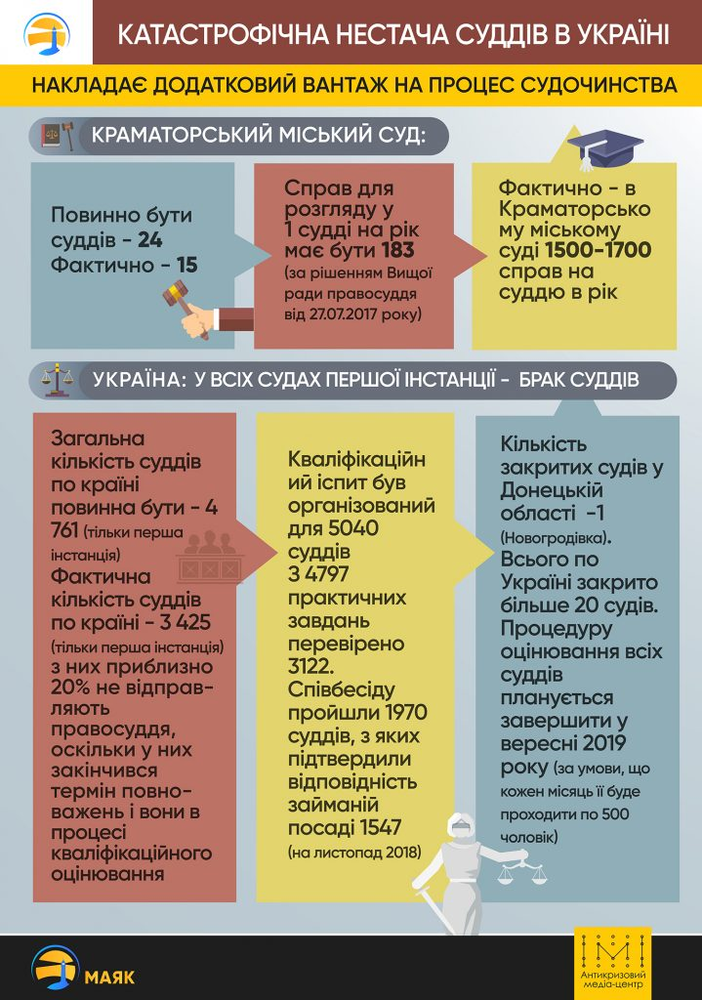 КАТАСТРОФІЧНА НЕСТАЧА СУДДІВ В УКРАЇНІ
НАКЛАДАЄ ДОДАТКОВИЙ ВАНТАЖ НА ПРОЦЕС СУДОЧИНСТВА
КРАМАТОРСЬКИЙ МІСЬКИЙ СУД:
Повинно бути
суддів - 24
Фактично - 15
Справ для
розгляду у
1 судді на рік
має бути 183
(за рішенням Вищої
ради правосуддя
від 27.07.2017 року)
Фактично - в
Краматорсько
му міському
суді 1500-1700
справ на
суддю в рік
УКРАЇНА: У ВСІХ СУДАХ ПЕРШОЇ ІНСТАНЦІЇ - БРАК СУДДІВ
Загальна
кількість суддів
по країні
повинна бути - 4
761 (тільки перша
інстанція)
Фактична
кількість суддів
по країні - 3 425
(тільки перша інстанція)
з них приблизно
20% не відправ-
ляють
правосуддя,
оскільки у них
закінчився
термін повно-
важень і вони в
процесі
кваліфікаційного
оцінювання
Кваліфікаційн
ий іспит був
організований
для 5040
суддів
З 4797
практичних
завдань
перевірено
3122.
Співбесіду
пройшли 1970
суддів, з яких
підтвердили
відповідність
займаній
посаді 1547
(на листопад 2018)
Кількість
закритих судів у
Донецькій
області -1
(Новогродівка).
Всього по
Україні закрито
більше 20 судів.
Процедуру
оцінювання всіх
суддів
планується
завершити у
вересні 2019
року (за умови, що
кожен місяць її буде
проходити по 500
чоловік)
МАЯК
Антикризовий
медіа-центр